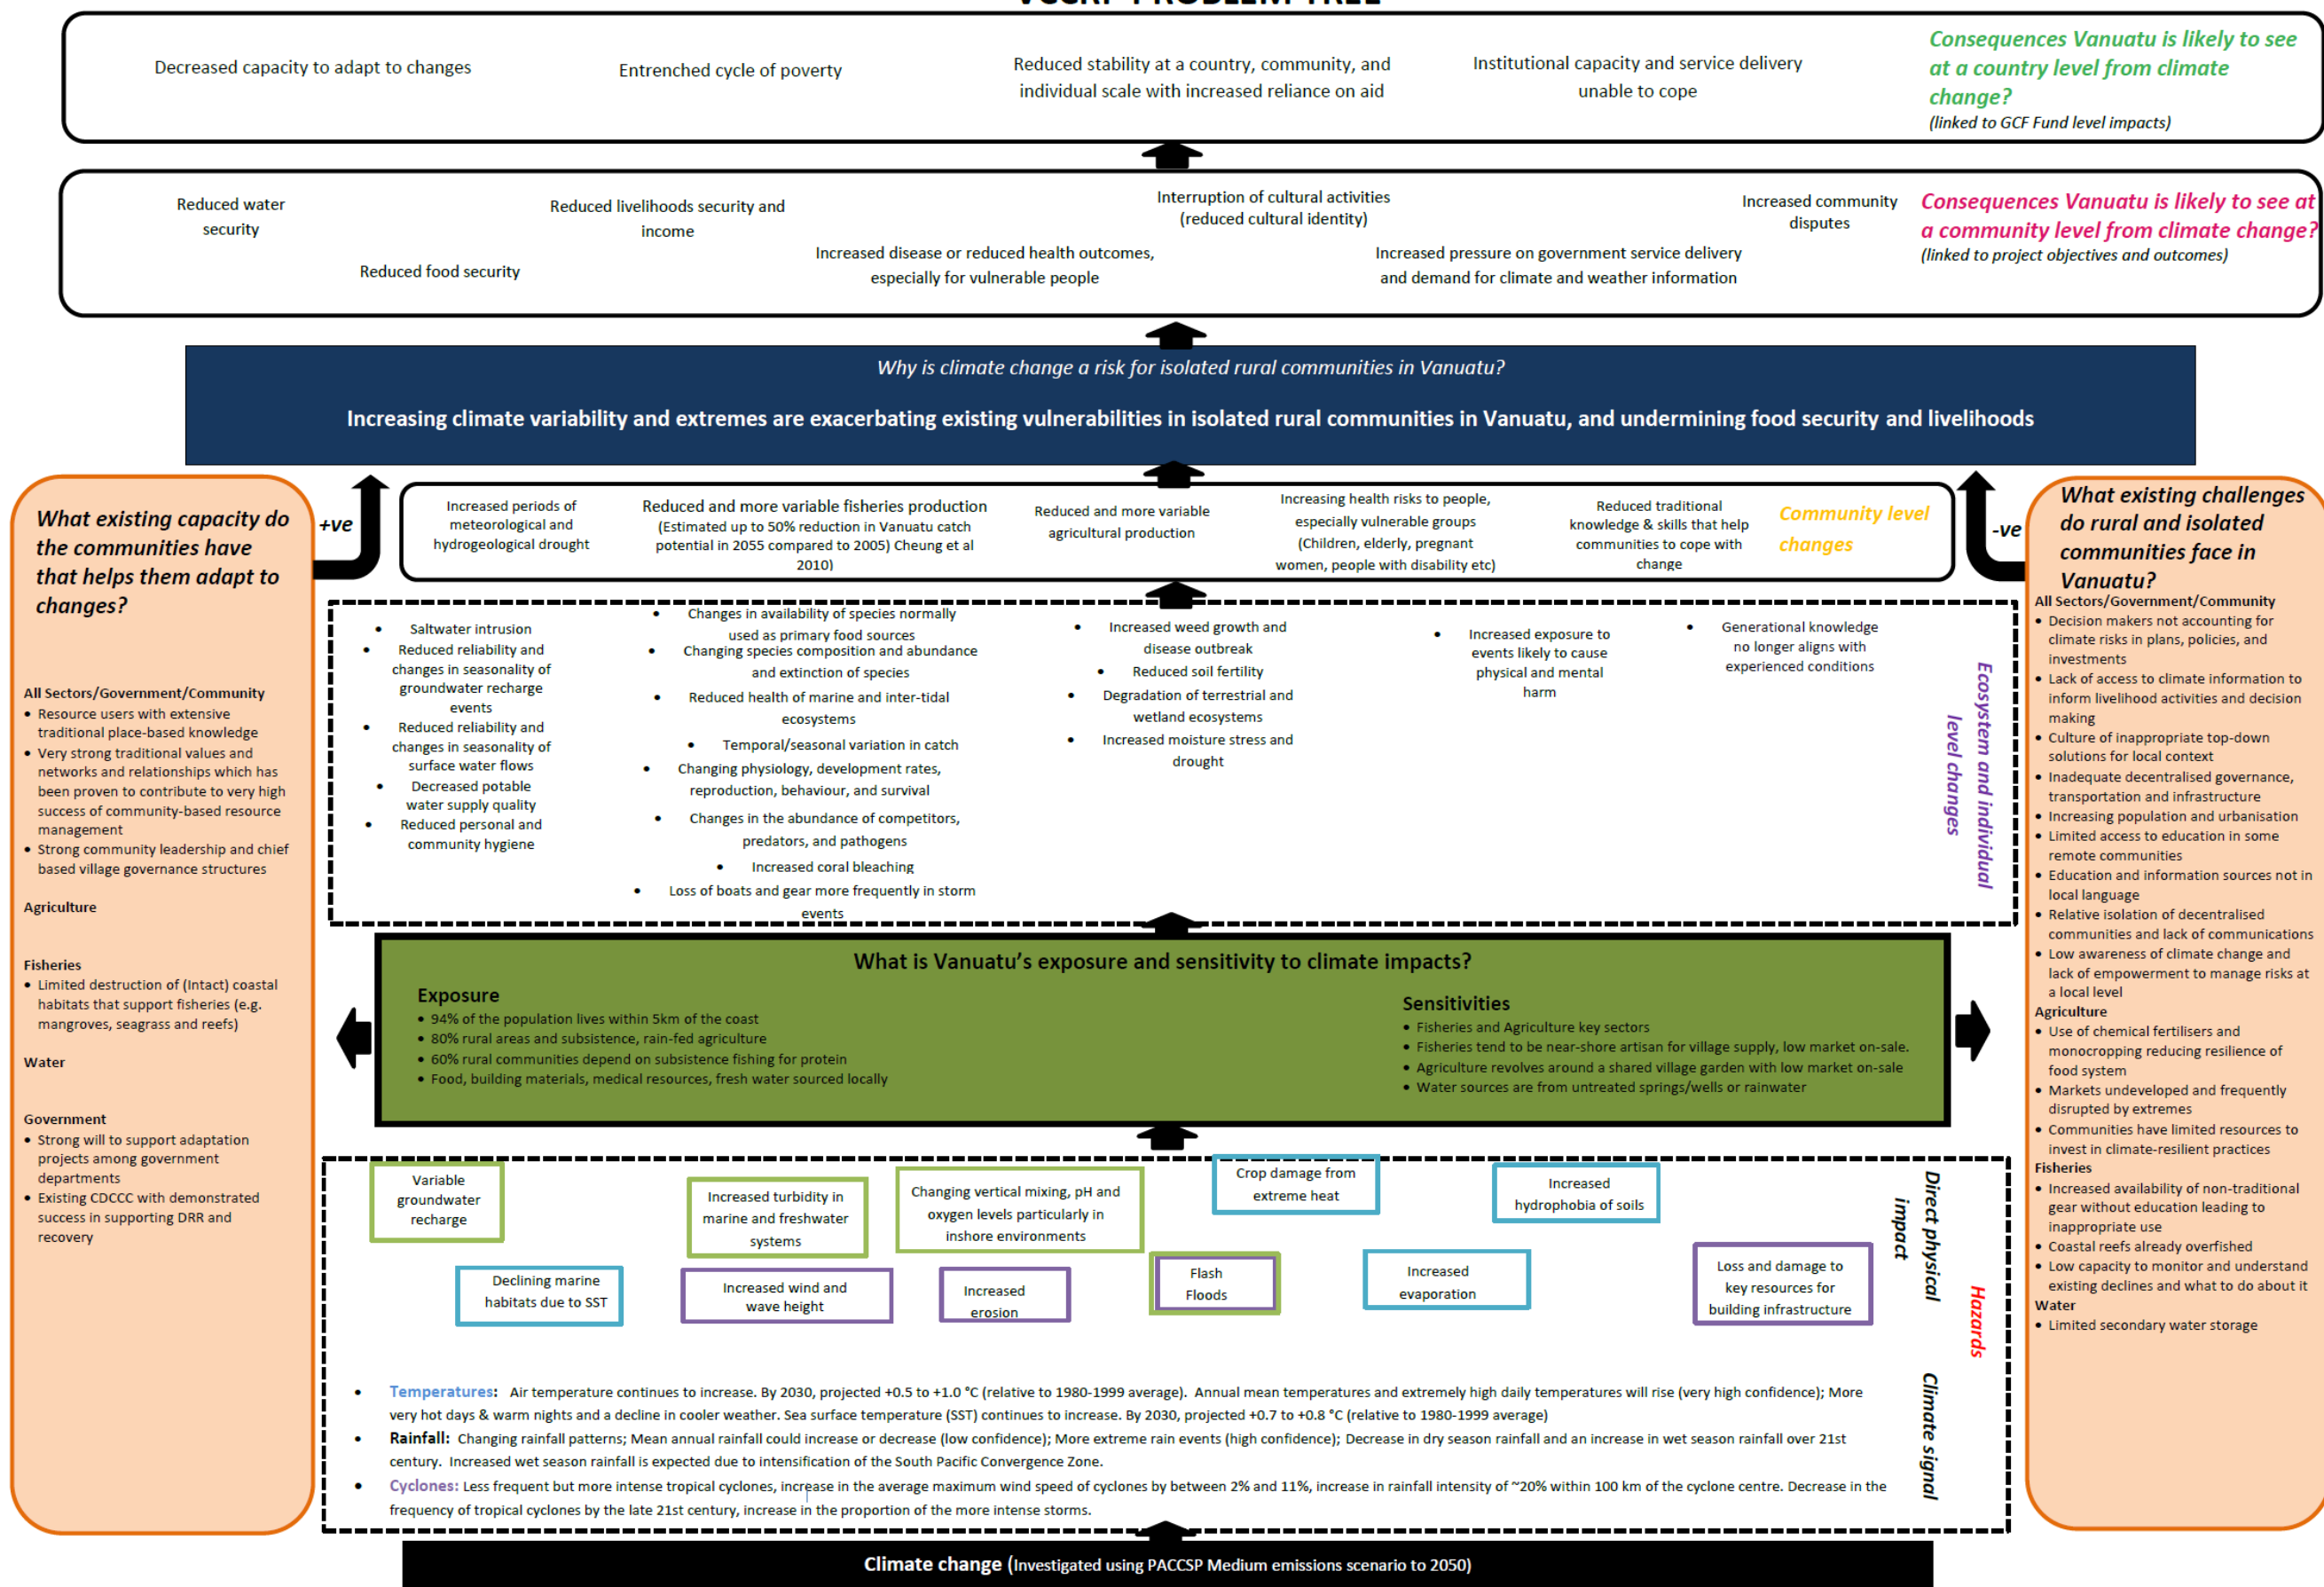 VCCRP PROBLEM TREE
Decreased capacity to adapt to changes
Entrenched cycle of poverty
Reduced stability at a country, community, and
individual scale with increased reliance on aid
Institutional capacity and service delivery
unable to cope
Consequences Vanuatu is likely to see
at a country level from climate
change?
(linked to GCF Fund level impacts)
Reduced water
security
Reduced food security
Reduced livelihoods security and
income
Increased disease or reduced health outcomes,
especially for vulnerable people
Interruption of cultural activities
(reduced cultural identity)
Increased pressure on government service delivery
and demand for climate and weather information
Increased community
disputes
Consequences Vanuatu is likely to see at
a community level from climate change?
(linked to project objectives and outcomes)
Why is climate change a risk for isolated rural communities in Vanuatu?
Increasing climate variability and extremes are exacerbating existing vulnerabilities in isolated rural communities in Vanuatu, and undermining food security and livelihoods
What existing capacity do
the communities have
that helps them adapt to
changes?
All Sectors/Government/Community
• Resource users with extensive
traditional place-based knowledge
• Very strong traditional values and
networks and relationships which has
been proven to contribute to very high
success of community-based resource
management
• Strong community leadership and chief
based village governance structures
Agriculture
Fisheries
• Limited destruction of (Intact) coastal
habitats that support fisheries (e.g.
mangroves, seagrass and reefs)
Water
Government
• Strong will to support adaptation
projects among government
departments
• Existing CDCCC with demonstrated
success in supporting DRR and
recovery
+ve
Increased periods of
meteorological and
hydrogeological drought
Reduced and more variable fisheries production
(Estimated up to 50% reduction in Vanuatu catch
potential in 2055 compared to 2005) Cheung et al
2010)
Reduced and more variable
agricultural production
Increasing health risks to people,
especially vulnerable groups
(Children, elderly, pregnant
women, people with disability etc)
Reduced traditional
knowledge & skills that help
communities to cope with
change
Community level
changes
-ve
• Saltwater intrusion
• Reduced reliability and
changes in seasonality of
groundwater recharge
events
• Reduced reliability and
changes in seasonality of
surface water flows
• Decreased potable
water supply quality
• Reduced personal and
community hygiene
• Changes in availability of species normally
used as primary food sources
• Changing species composition and abundance
and extinction of species
• Reduced health of marine and inter-tidal
ecosystems
• Temporal/seasonal variation in catch
• Changing physiology, development rates,
reproduction, behaviour, and survival
• Changes in the abundance of competitors,
predators, and pathogens
• Increased coral bleaching
• Loss of boats and gear more frequently in storm
events
• Increased weed growth and
disease outbreak
• Reduced soil fertility
• Degradation of terrestrial and
wetland ecosystems
• Increased moisture stress and
drought
• Increased exposure to
events likely to cause
physical and mental
harm
• Generational knowledge
no longer aligns with
experienced conditions
Ecosystem and individual
level changes
What is Vanuatu's exposure and sensitivity to climate impacts?
Exposure
• 94% of the population lives within 5km of the coast
• 80% rural areas and subsistence, rain-fed agriculture
• 60% rural communities depend on subsistence fishing for protein
• Food, building materials, medical resources, fresh water sourced locally
Sensitivities
• Fisheries and Agriculture key sectors
• Fisheries tend to be near-shore artisan for village supply, low market on-sale.
• Agriculture revolves around a shared village garden with low market on-sale
• Water sources are from untreated springs/wells or rainwater
Variable
groundwater
recharge
Increased turbidity in
marine and freshwater
systems
Changing vertical mixing, pH and
oxygen levels particularly in
inshore environments
Crop damage from
extreme heat
Increased
hydrophobia of soils
Declining marine
habitats due to SST
Increased wind and
wave height
Increased
erosion
Flash
Floods
Increased
evaporation
Loss and damage to
key resources for
building infrastructure
Direct physical
impact
Hazards
Climate signal
• Temperatures: Air temperature continues to increase. By 2030, projected +0.5 to +1.0 °C (relative to 1980-1999 average). Annual mean temperatures and extremely high daily temperatures will rise (very high confidence); More
very hot days & warm nights and a decline in cooler weather. Sea surface temperature (SST) continues to increase. By 2030, projected +0.7 to +0.8 °C (relative to 1980-1999 average)
• Rainfall: Changing rainfall patterns; Mean annual rainfall could increase or decrease (low confidence); More extreme rain events (high confidence); Decrease in dry season rainfall and an increase in wet season rainfall over 21st
century. Increased wet season rainfall is expected due to intensification of the South Pacific Convergence Zone.
• Cyclones: Less frequent but more intense tropical cyclones, increase in the average maximum wind speed of cyclones by between 2% and 11%, increase in rainfall intensity of ~20% within 100 km of the cyclone centre. Decrease in the
frequency of tropical cyclones by the late 21st century, increase in the proportion of the more intense storms.
Climate change (Investigated using PACCSP Medium emissions scenario to 2050)
What existing challenges
do rural and isolated
communities face in
Vanuatu?
All Sectors/Government/Community
• Decision makers not accounting for
climate risks in plans, policies, and
investments
• Lack of access to climate information to
inform livelihood activities and decision
making
• Culture of inappropriate top-down
solutions for local context
• Inadequate decentralised governance,
transportation and infrastructure
• Increasing population and urbanisation
• Limited access to education in some
remote communities
• Education and information sources not in
local language
• Relative isolation of decentralised
communities and lack of communications
• Low awareness of climate change and
lack of empowerment to manage risks at
a local level
Agriculture
• Use of chemical fertilisers and
monocropping reducing resilience of
food system
• Markets undeveloped and frequently
disrupted by extremes
• Communities have limited resources to
invest in climate-resilient practices
Fisheries
• Increased availability of non-traditional
gear without education leading to
inappropriate use
• Coastal reefs already overfished
• Low capacity to monitor and understand
existing declines and what to do about it
Water
• Limited secondary water storage